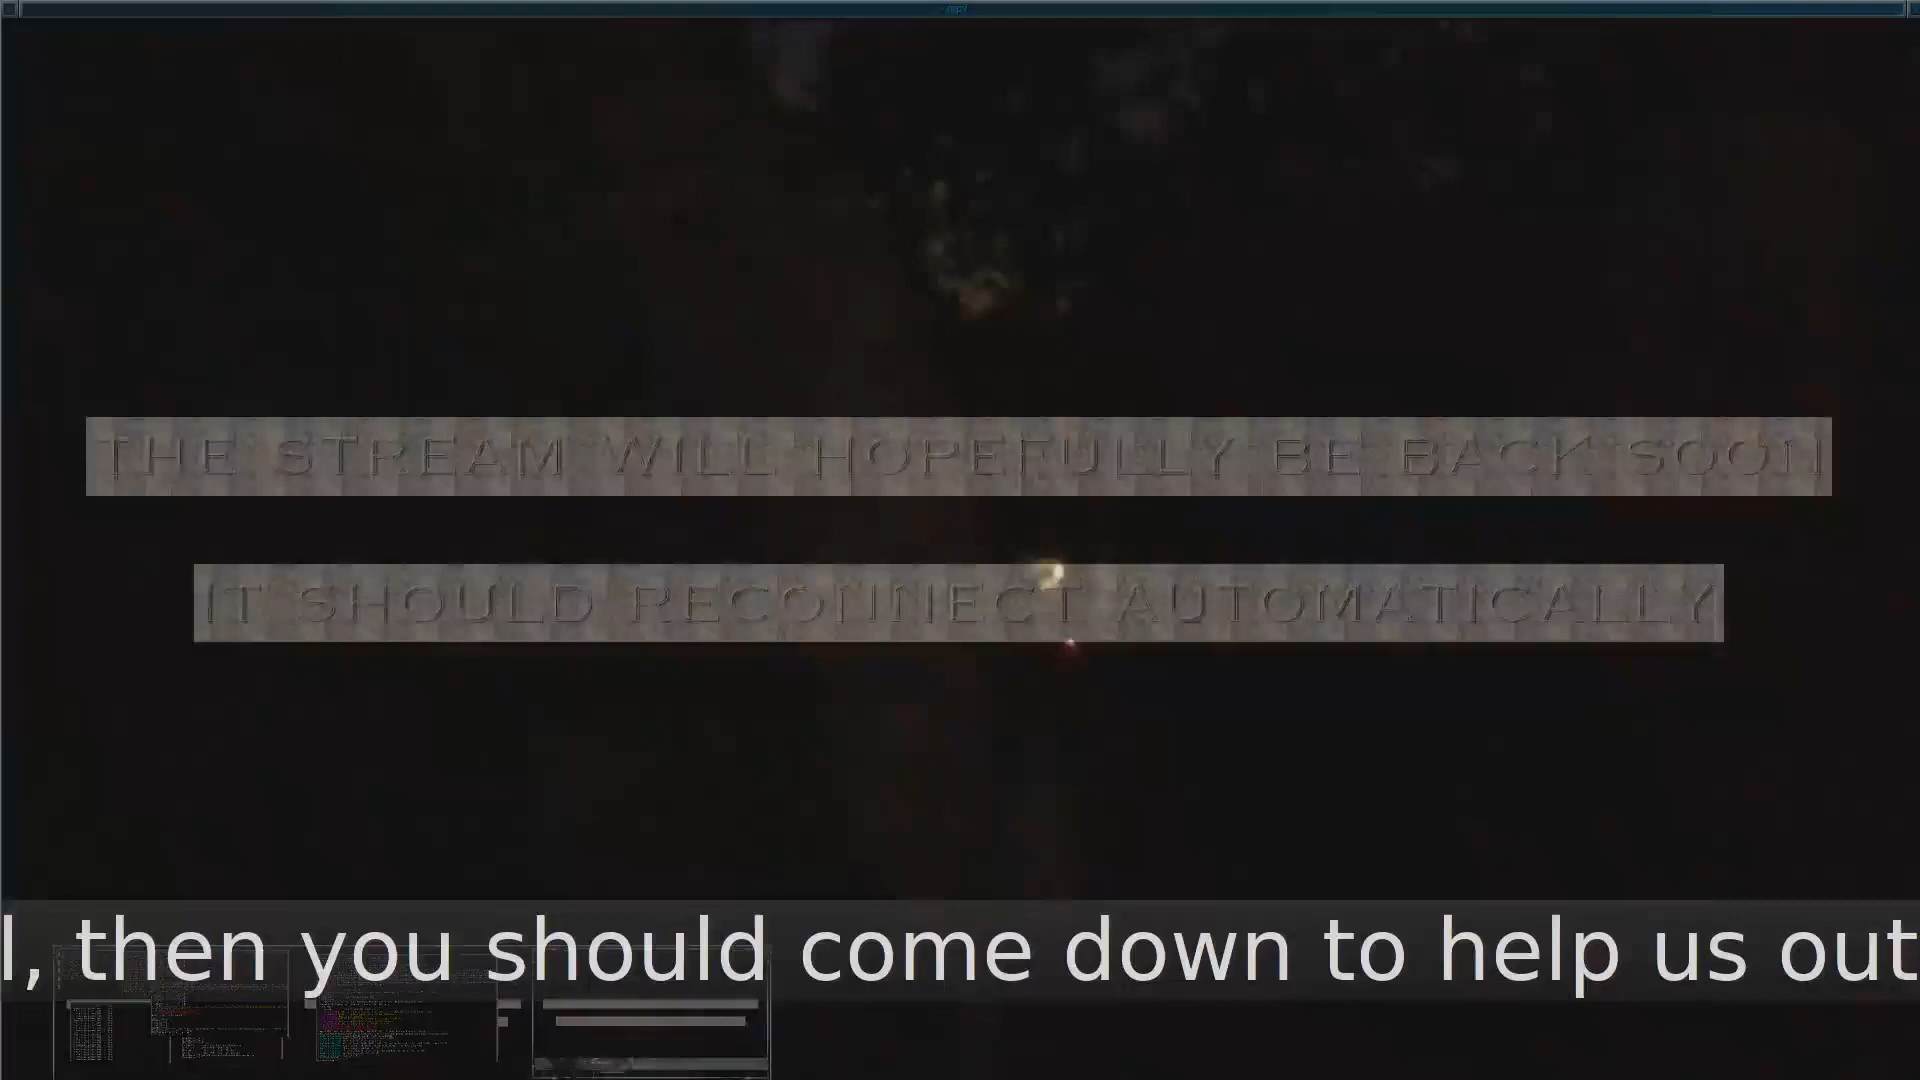 THE STREAM WILL HOPEFULLY BE BACK SOON
IT SHOULD RECONNECT AUTOMATICALLY
l, then you should come down to help us out